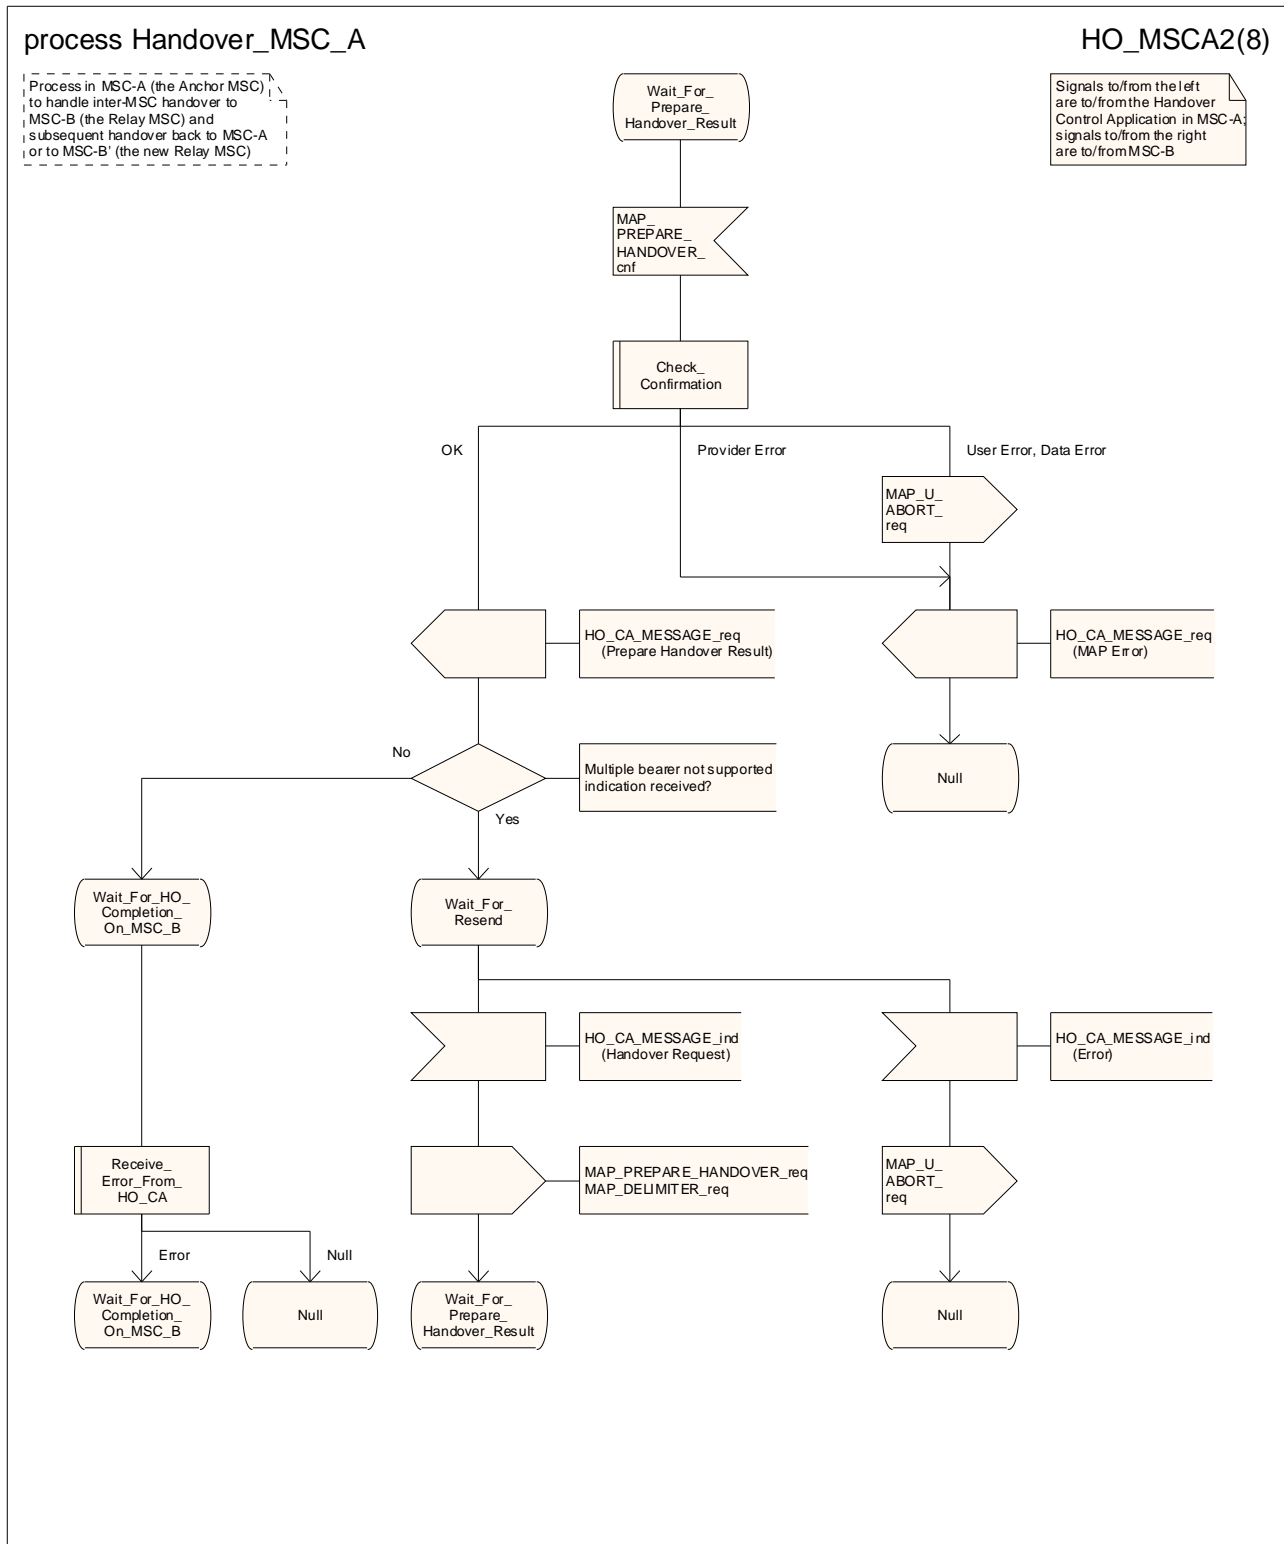 process Handover_MSC_A
HO_MSCA2(8)
Process in MSC-A (the Anchor MSC)
to handle inter-MSC handover to
MSC-B (the Relay MSC) and
subsequent handover back to MSC-A
or to MSC-B' (the new Relay MSC)
Wait_For_
Prepare_
Handover_Result
Signals to/from the left
are to/from the Handover
Control Application in MSC-A;
signals to/from the right
are to/from MSC-B
MAP_
PREPARE_
HANDOVER_
cnf
Check_
Confirmation
OK
Provider Error
User Error, Data Error
MAP_U_
ABORT_
req
HO_CA_MESSAGE_req
(Prepare Handover Result)
HO_CA_MESSAGE_req
(MAP Error)
No
Multiple bearer not supported
indication received?
Null
Yes
Wait_For_HO_
Completion_
On_MSC_B
Wait_For_
Resend
HO_CA_MESSAGE_ind
(Handover Request)
HO_CA_MESSAGE_ind
(Error)
Receive_
Error_From_
HO_CA
MAP_PREPARE_HANDOVER_req
MAP_DELIMITER_req
MAP_U_
ABORT_
req
Error
Null
Wait_For_HO_
Completion_
On_MSC_B
Null
Wait_For_
Prepare_
Handover_Result
Null